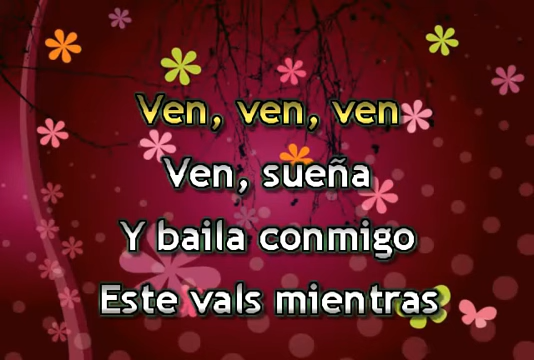 Ven, ven, ven
Ven, sueña
Y baila conmigo
Este vals mientras